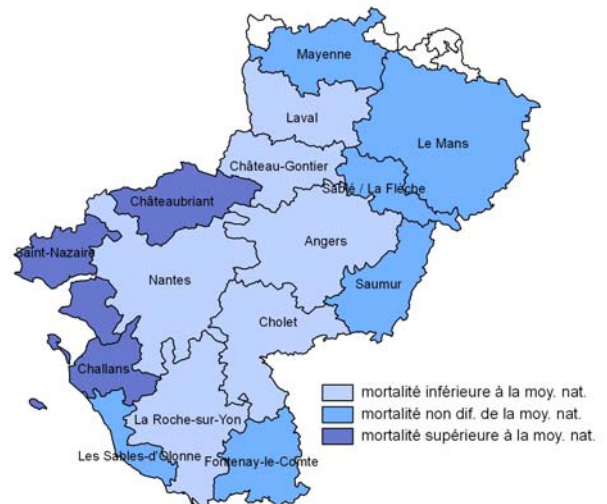 Mayenne
Laval
Le Mans
Château-Gontier
Sablé / La Flèche
Châteaubriant
Angers
Saint-Nazaire
Nantes
Saumur
Cholet
Challans
mortalité inférieure à la moy. nat.
mortalité non dif. de la moy. nat.
mortalité supérieure à la moy. nat.
La Roche-sur-Yon
Les Sables-d'Olonne
Fontenay-le-Comte